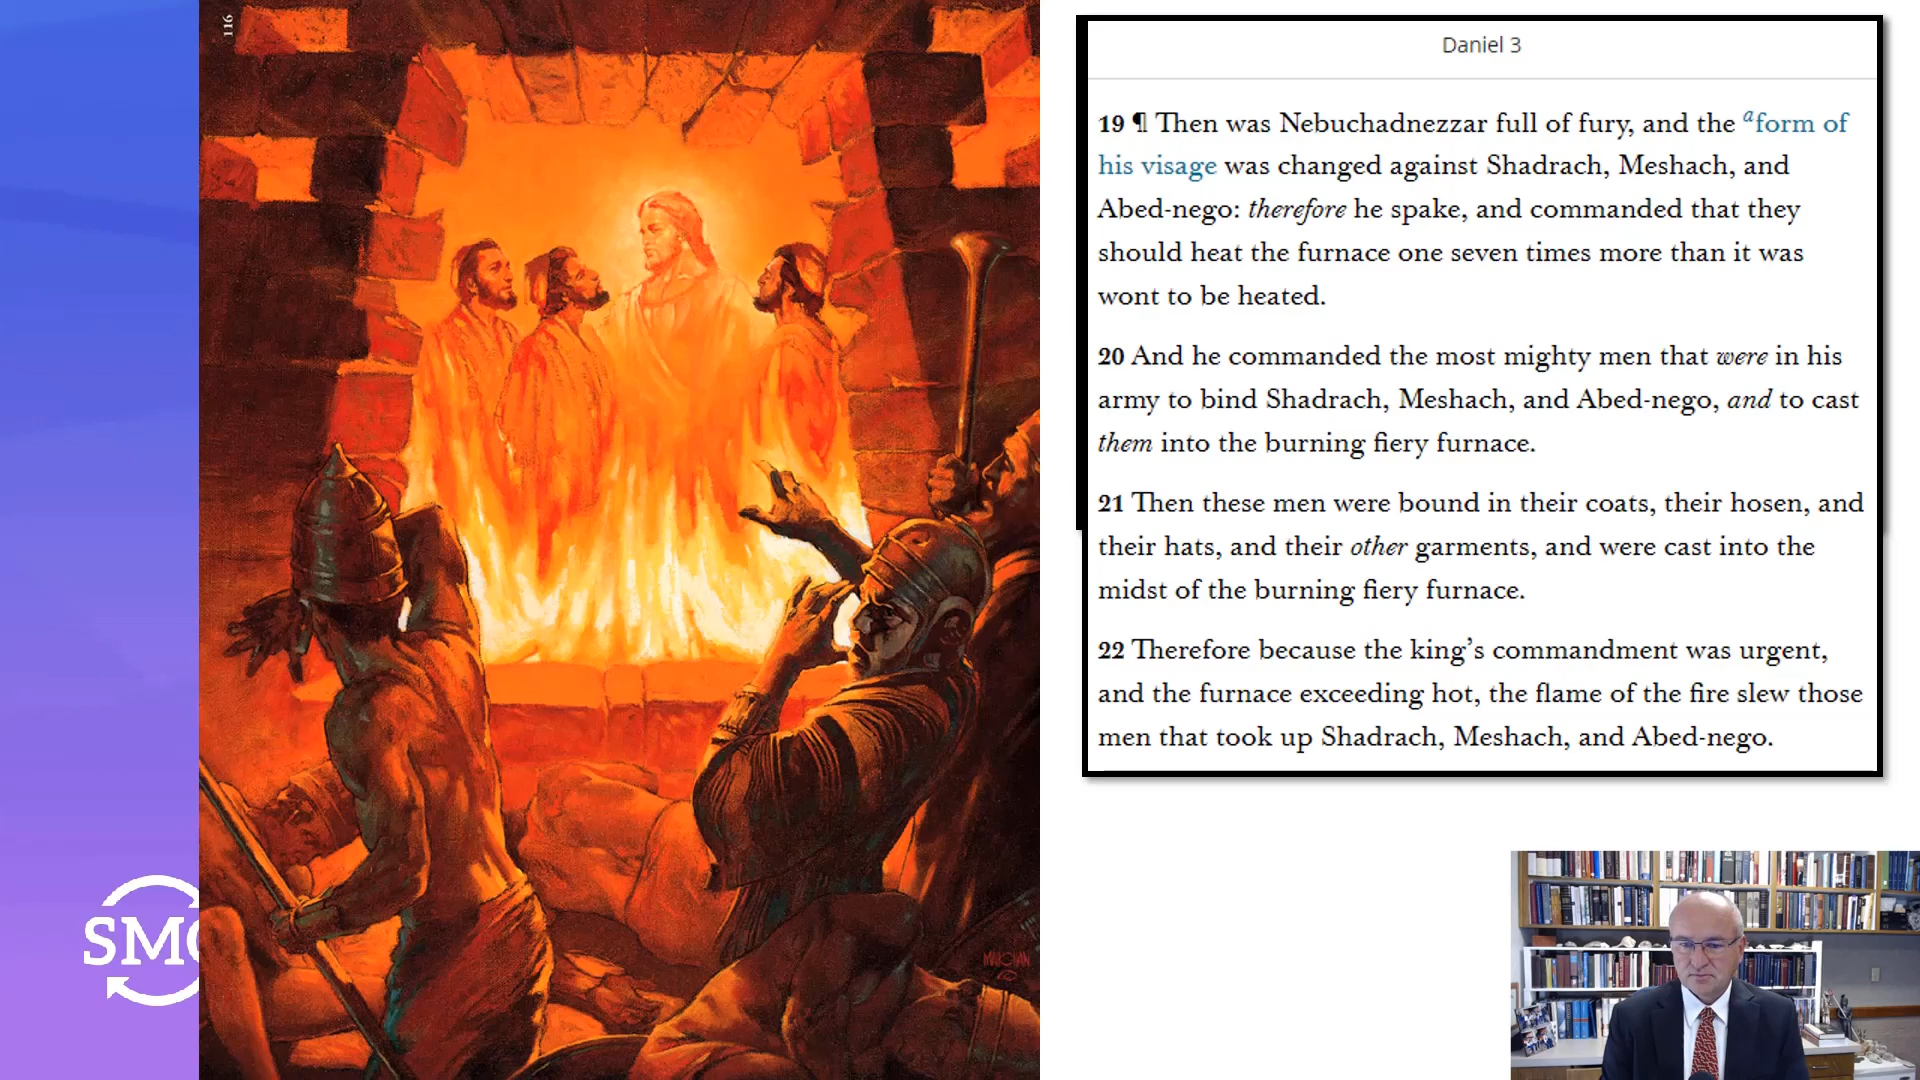 116
Daniel 3
19 ¶ Then was Nebuchadnezzar full of fury, and the a form of
his visage was changed against Shadrach, Meshach, and
Abed-nego: therefore he spake, and commanded that they
should heat the furnace one seven times more than it was
wont to be heated.
20 And he commanded the most mighty men that were in his
army to bind Shadrach, Meshach, and Abed-nego, and to cast
them into the burning fiery furnace.
21 Then these men were bound in their coats, their hosen, and
their hats, and their other garments, and were cast into the
midst of the burning fiery furnace.
22 Therefore because the king’s commandment was urgent,
and the furnace exceeding hot, the flame of the fire slew those
men that took up Shadrach, Meshach, and Abed-nego.
SM